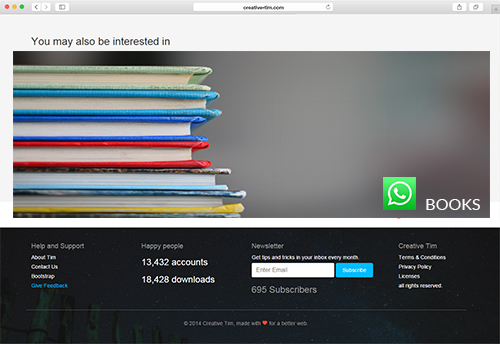 creative-tim.com
You may also be interested in
BOOKS
Help and Support
About Tim
Contact Us
Bootstrap
Give Feedback
Happy people
13,432 accounts
18,428 downloads
Newsletter
Get tips and tricks in your inbox every month.
Enter Email
Subscribe
695 Subscribers
Creative Tim
Terms & Conditions
Privacy Policy
Licenses
all rights reserved.
© 2014 Creative Tim, made with ❤ for a better web.